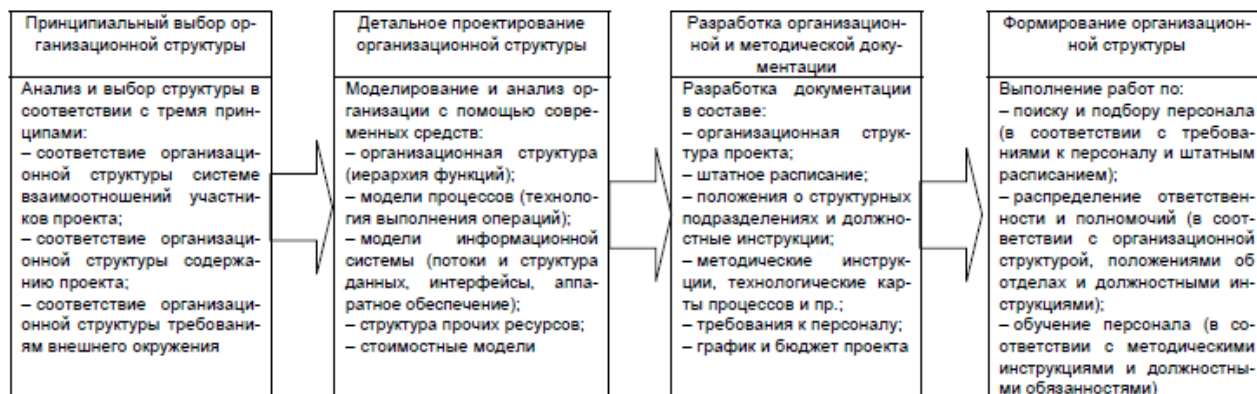 Принципиальный выбор ор-
ганизационной структуры
Анализ и выбор структуры в
соответствии с тремя прин-
ципами:
– соответствие организаци-
онной структуры системе
взаимоотношений участни-
ков проекта;
– соответствие организаци-
онной структуры содержа-
нию проекта;
– соответствие организаци-
онной структуры требовани-
ям внешнего окружения
Детальное проектирование
организационной структуры
Моделирование и анализ ор-
ганизации с помощью совре-
менных средств:
– организационная структура
(иерархия функций);
– модели процессов (техноло-
гия выполнения операций);
– модели информационной
системы (потоки и структура
данных, интерфейсы, аппа-
ратное обеспечение);
– структура прочих ресурсов;
– стоимостные модели
Разработка организацион-
ной и методической доку-
ментации
Разработка документации
в составе:
– организационная струк-
тура проекта;
– штатное расписание;
– положения о структурных
подразделениях и должно-
стные инструкции;
– методические инструк-
ции, технологические кар-
ты процессов и пр.;
– требования к персоналу;
– график и бюджет проекта
Формирование организацион-
ной структуры
Выполнение работ по:
– поиску и подбору персонала
(в соответствии с требова-
ниями к персоналу и штатным
расписанием);
– распределение ответствен-
ности и полномочий (в соот-
ветствии с организационной
структурой, положениями об
отделах и должностными ин-
струкциями);
– обучение персонала (в со-
ответствии с методическими
инструкциями и должностны-
ми обязанностями)